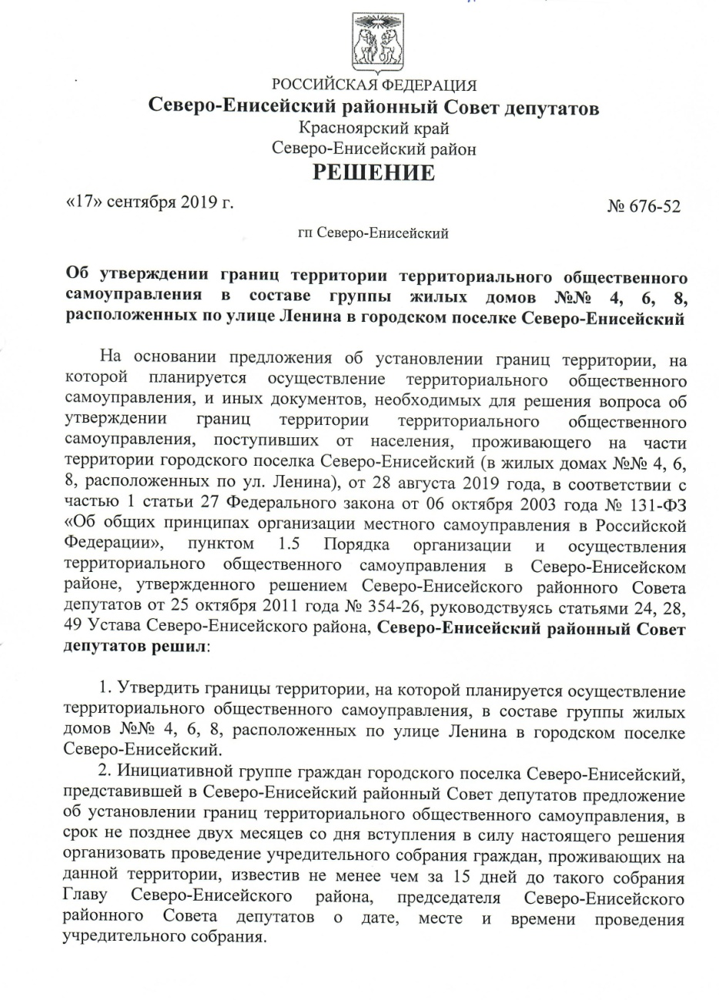 РОССИЙСКАЯ ФЕДЕРАЦИЯ
Северо-Енисейский районный Совет депутатов
Красноярский край
Северо-Енисейский район
РЕШЕНИЕ
«17» сентября 2019 г.
№ 676-52
гп Северо-Енисейский
Об утверждении границ территории территориального общественного
самоуправления в составе группы жилых домов №№ 4, 6, 8,
расположенных по улице Ленина в городском поселке Северо-Енисейский
На основании предложения об установлении границ территории, на
которой планируется осуществление территориального общественного
самоуправления, и иных документов, необходимых для решения вопроса об
утверждении границ территории территориального общественного
самоуправления, поступивших от населения, проживающего на части
территории городского поселка Северо-Енисейский (в жилых домах №№ 4, 6,
8, расположенных по ул. Ленина), от 28 августа 2019 года, в соответствии с
частью 1 статьи 27 Федерального закона от 06 октября 2003 года № 131-ФЗ
«Об общих принципах организации местного самоуправления в Российской
Федерации», пунктом 1.5 Порядка организации и осуществления
территориального общественного самоуправления в Северо-Енисейском
районе, утвержденного решением Северо-Енисейского районного Совета
депутатов от 25 октября 2011 года № 354-26, руководствуясь статьями 24, 28,
49 Устава Северо-Енисейского района, Северо-Енисейский районный Совет
депутатов решил:
1. Утвердить границы территории, на которой планируется осуществление
территориального общественного самоуправления, в составе группы жилых
домов №№ 4, 6, 8, расположенных по улице Ленина в городском поселке
Северо-Енисейский.
2. Инициативной группе граждан городского поселка Северо-Енисейский,
представившей в Северо-Енисейский районный Совет депутатов предложение
об установлении границ территориального общественного самоуправления, в
срок не позднее двух месяцев со дня вступления в силу настоящего решения
организовать проведение учредительного собрания граждан, проживающих на
данной территории, известив не менее чем за 15 дней до такого собрания
Главу Северо-Енисейского района, председателя Северо-Енисейского
районного Совета депутатов о дате, месте и времени проведения
учредительного собрания.